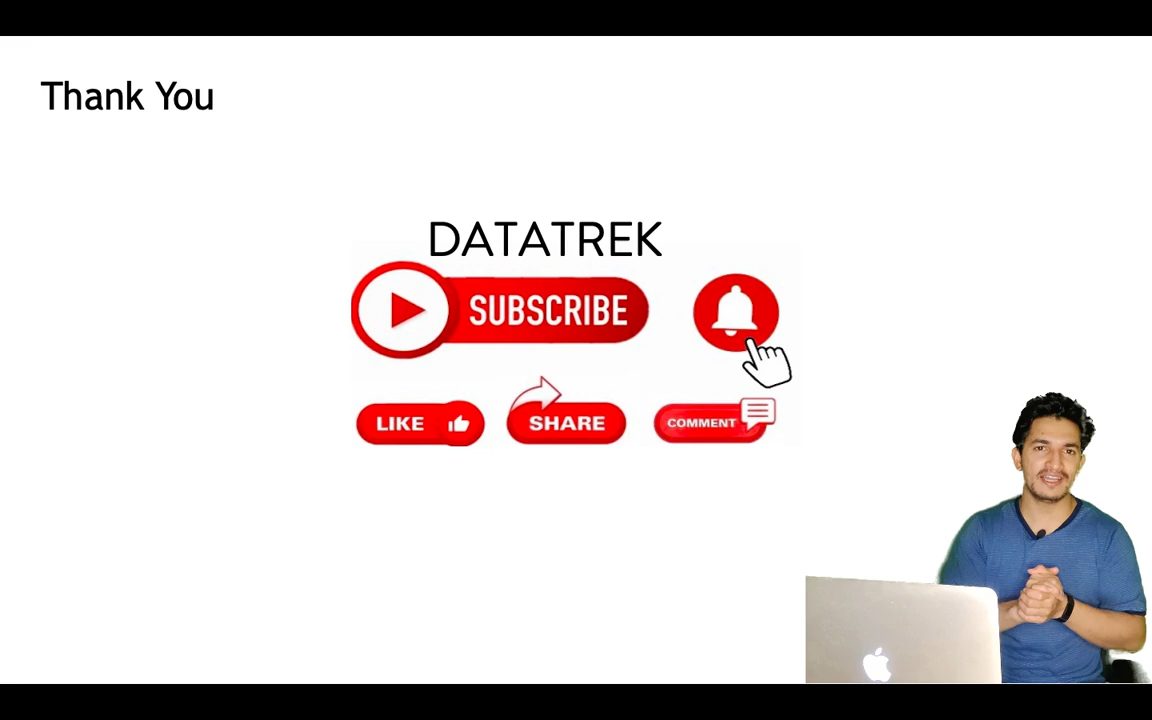 Thank You
DATATREK
SUBSCRIBE
LIKE
SHARE
COMMENT